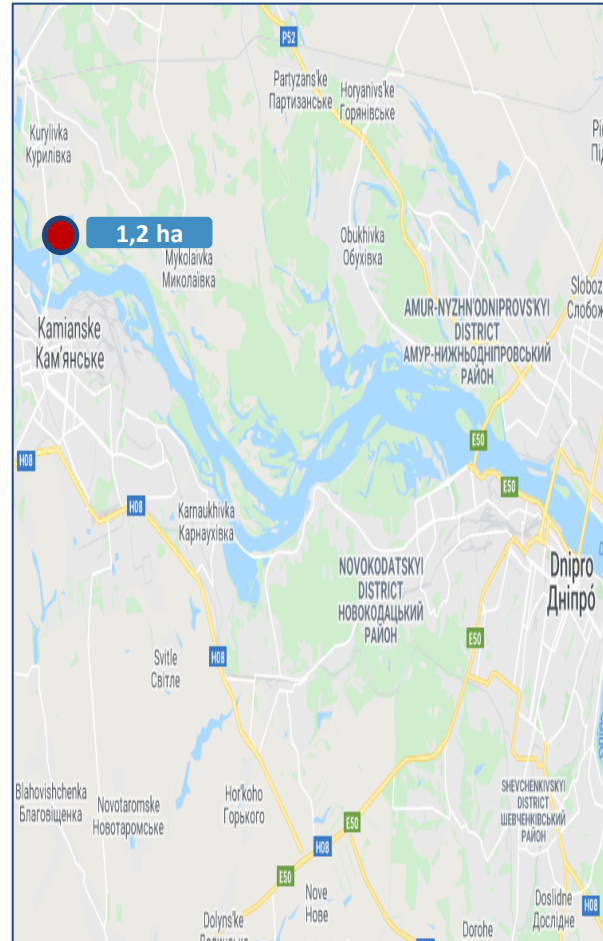 P52
Partyzans'ke
Партизанське
Horyanivs'ke
Горянівське
Kurylivka
Курилівка
1,2 ha
Mykolaivka
Миколаївка
Obukhivka
Обухівка
AMUR-NYZHN'ODNIPROVS'KYI
DISTRICT
АМУР-НИЖНЬОДНІПРОВСЬКИЙ
РАЙОН
Kamianske
Кам'янське
E50
H08
E50
H08
Karnaukhivka
Карнаухівка
NOVOKODATSKYI
DISTRICT
НОВОКОДАЦЬКИЙ
РАЙОН
Dnipro
Дніпро́
E50
Svitle
Світле
H08
Blahovishchenka
Благовіщенка
Novotaromske
Новотаромське
Hor'koho
Горького
SHEVCHENKIVSKYI
DISTRICT
ШЕВЧЕНКІВСЬКИЙ
РАЙОН
E50
H08
E50
Nove
Нове
Doslidne
Дослідне
H08
Dolyns'ke
Dorohe